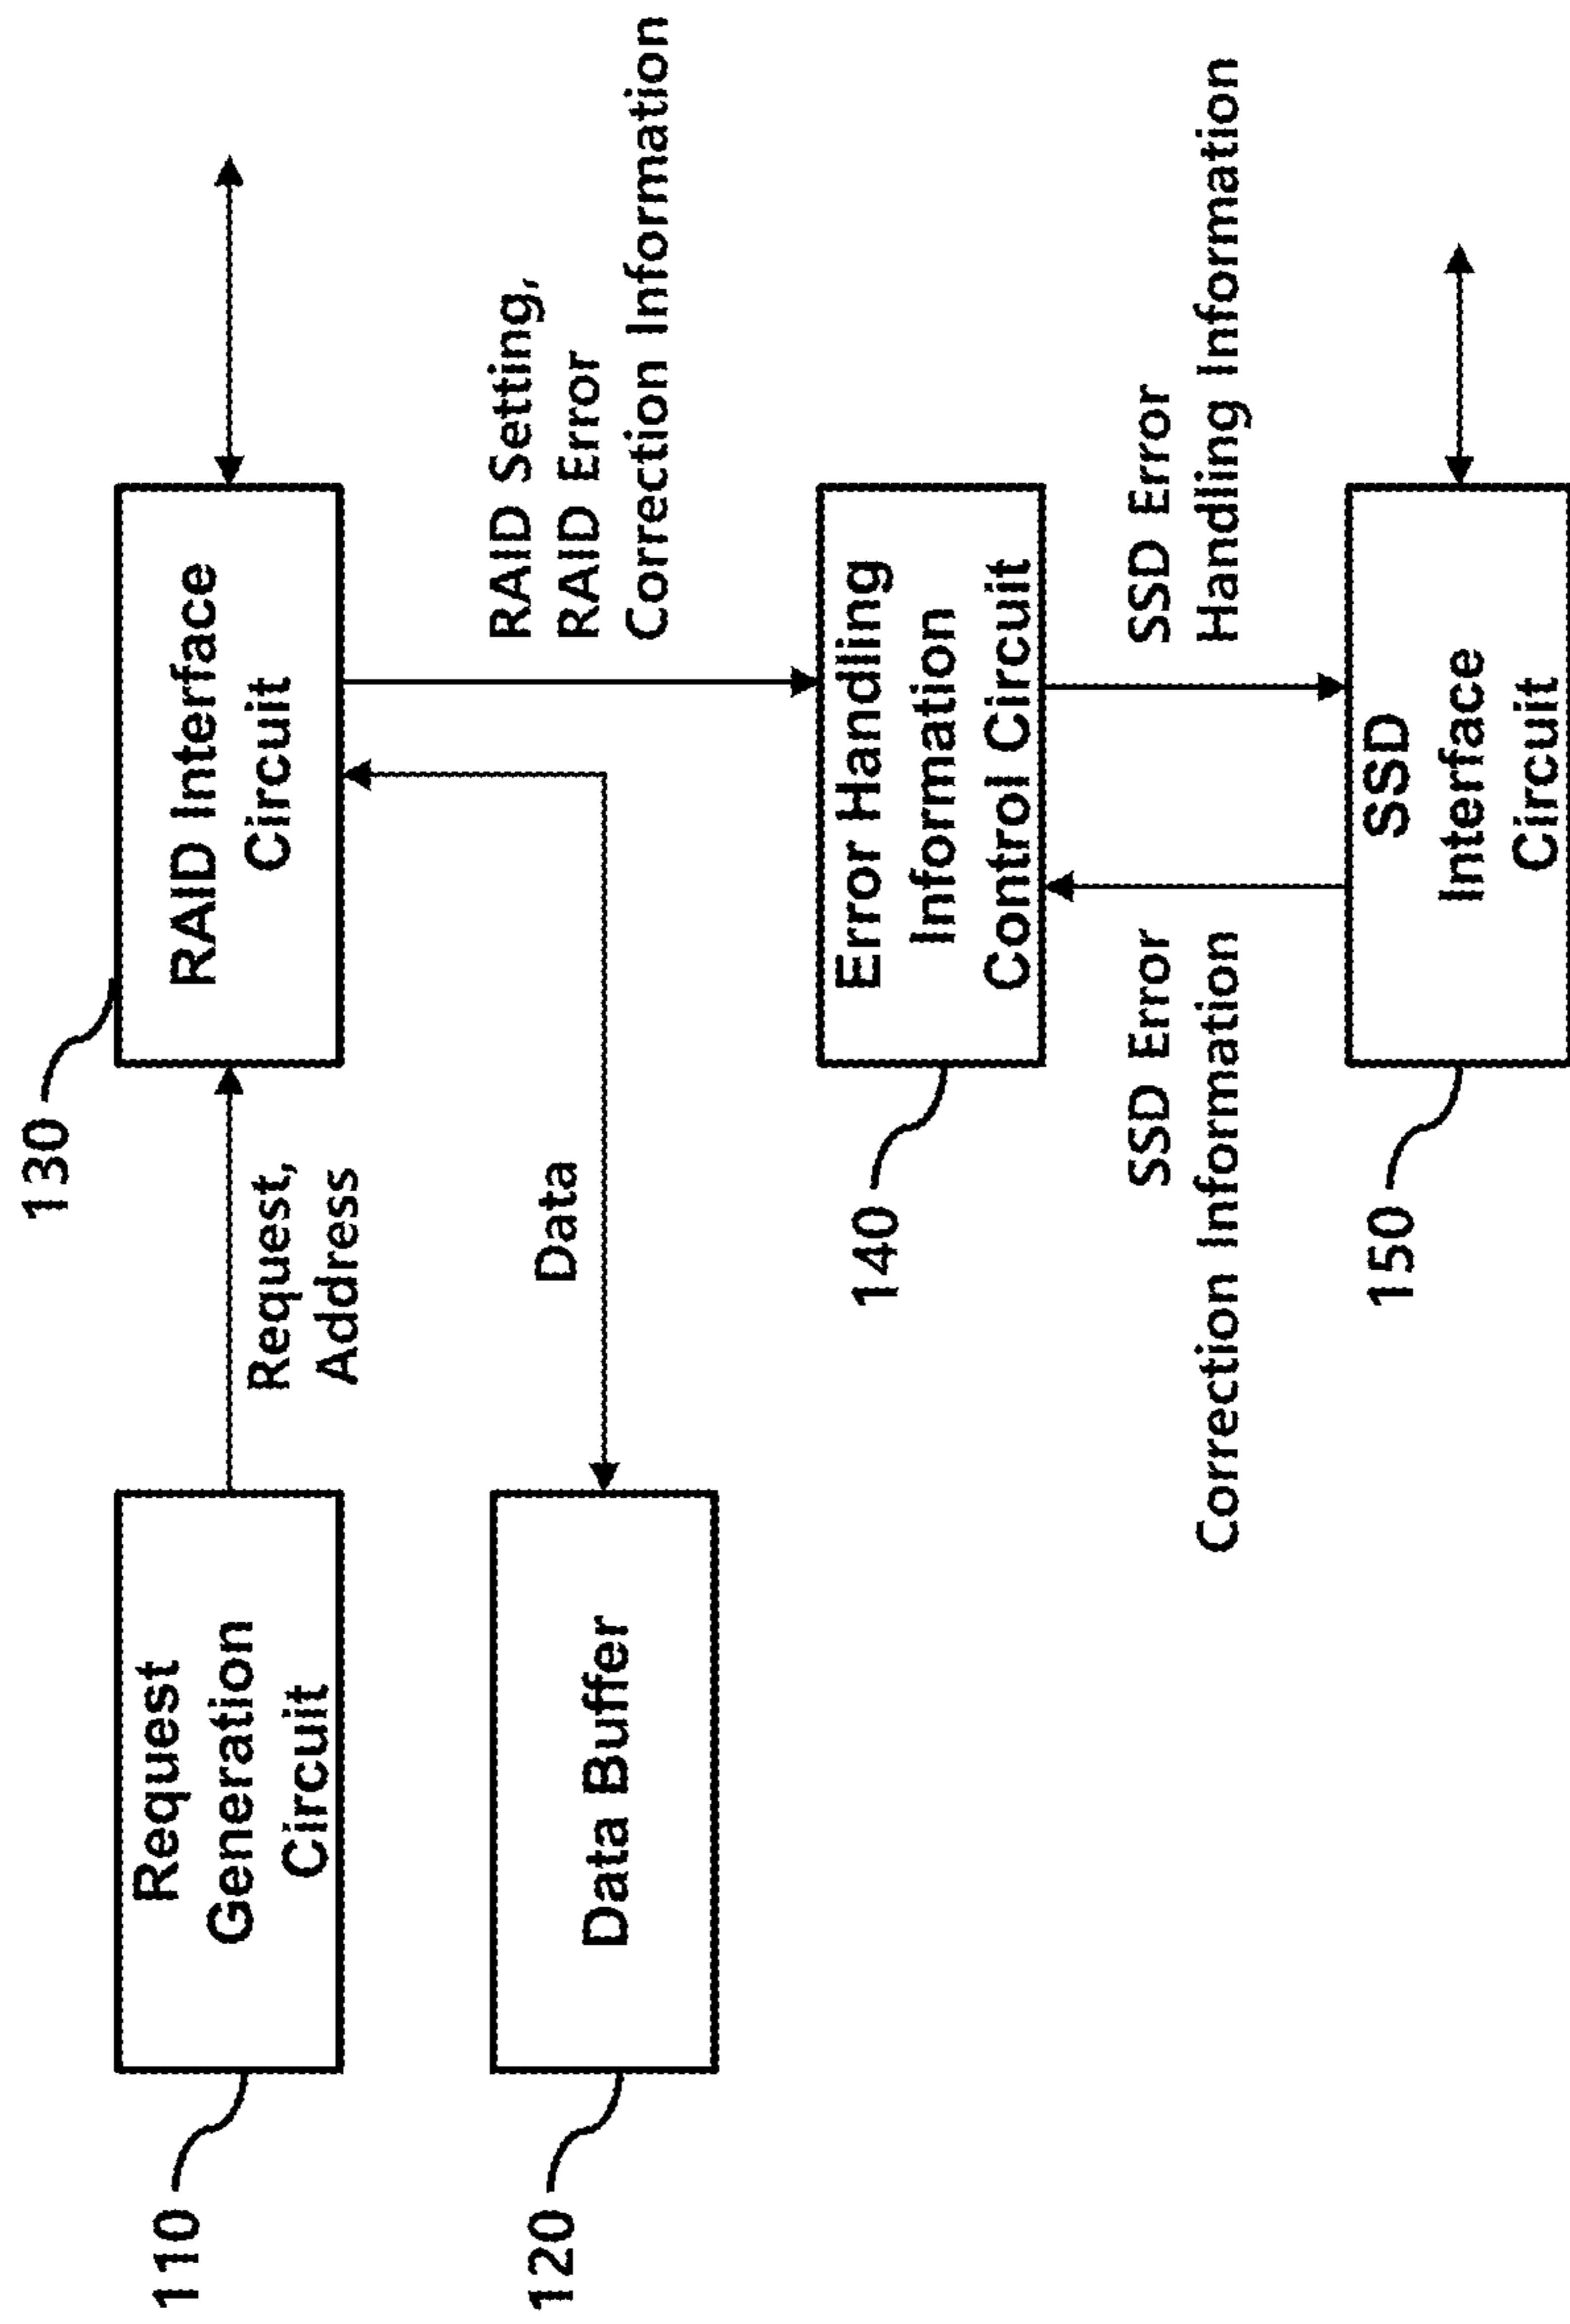 130
110
Request
Generation
Circuit
Request,
Address
RAID Interface
Circuit
120
Data Buffer
Data
RAID Setting,
RAID Error
Correction Information
140
Error Handling
Information
Control Circuit
SSD Error
Correction Information
SSD Error
Handling Information
150
SSD
Interface
Circuit